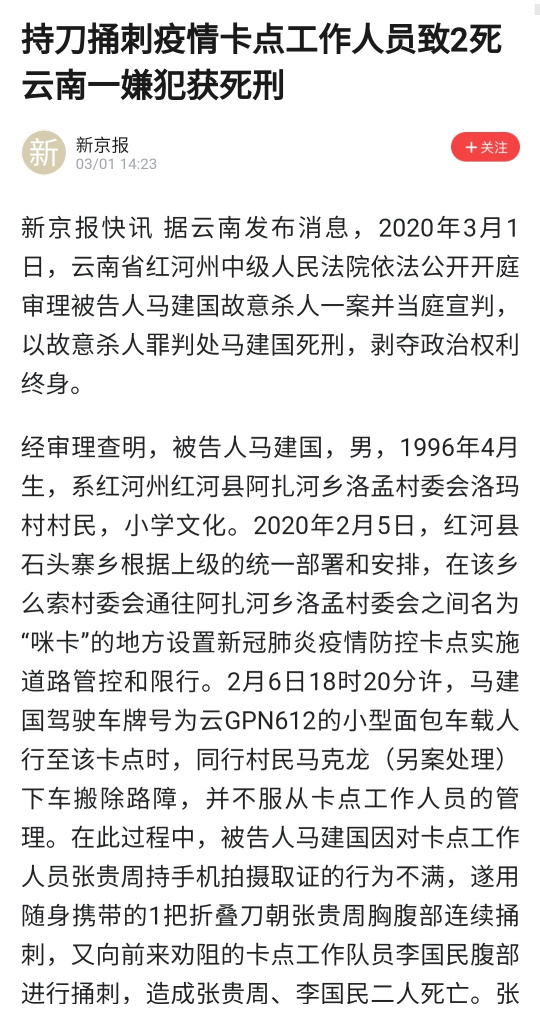 持刀捅刺疫情卡点工作人员致2死
云南一嫌犯获死刑
新
新京报
03/01 14:23
+关注
新京报快讯 据云南发布消息，2020年3月1
日，云南省红河州中级人民法院依法公开开庭
审理被告人马建国故意杀人一案并当庭宣判，
以故意杀人罪判处马建国死刑，剥夺政治权利
终身。
经审理查明，被告人马建国，男，1996年4月
生，系红河州红河县阿扎河乡洛孟村委会洛玛
村村民，小学文化。2020年2月5日，红河县
石头寨乡根据上级的统一部署和安排，在该乡
么索村委会通往阿扎河乡洛孟村委会之间名为
“咪卡”的地方设置新冠肺炎疫情防控卡点实施
道路管控和限行。2月6日18时20分许，马建
国驾驶车牌号为云GPN612的小型面包车载人
行至该卡点时，同行村民马克龙（另案处理）
下车搬除路障，并不服从卡点工作人员的管
理。在此过程中，被告人马建国因对卡点工作
人员张贵周持手机拍摄取证的行为不满，遂用
随身携带的1把折叠刀朝张贵周胸腹部连续捅
刺，又向前来劝阻的卡点工作队员李国民腹部
进行捅刺，造成张贵周、李国民二人死亡。张